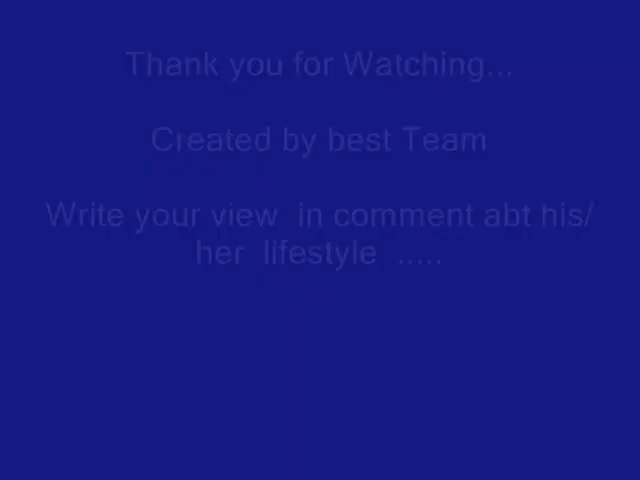 Thank you for Watching...
Created by best Team
Write your view  in comment abt his/
her  lifestyle  .....